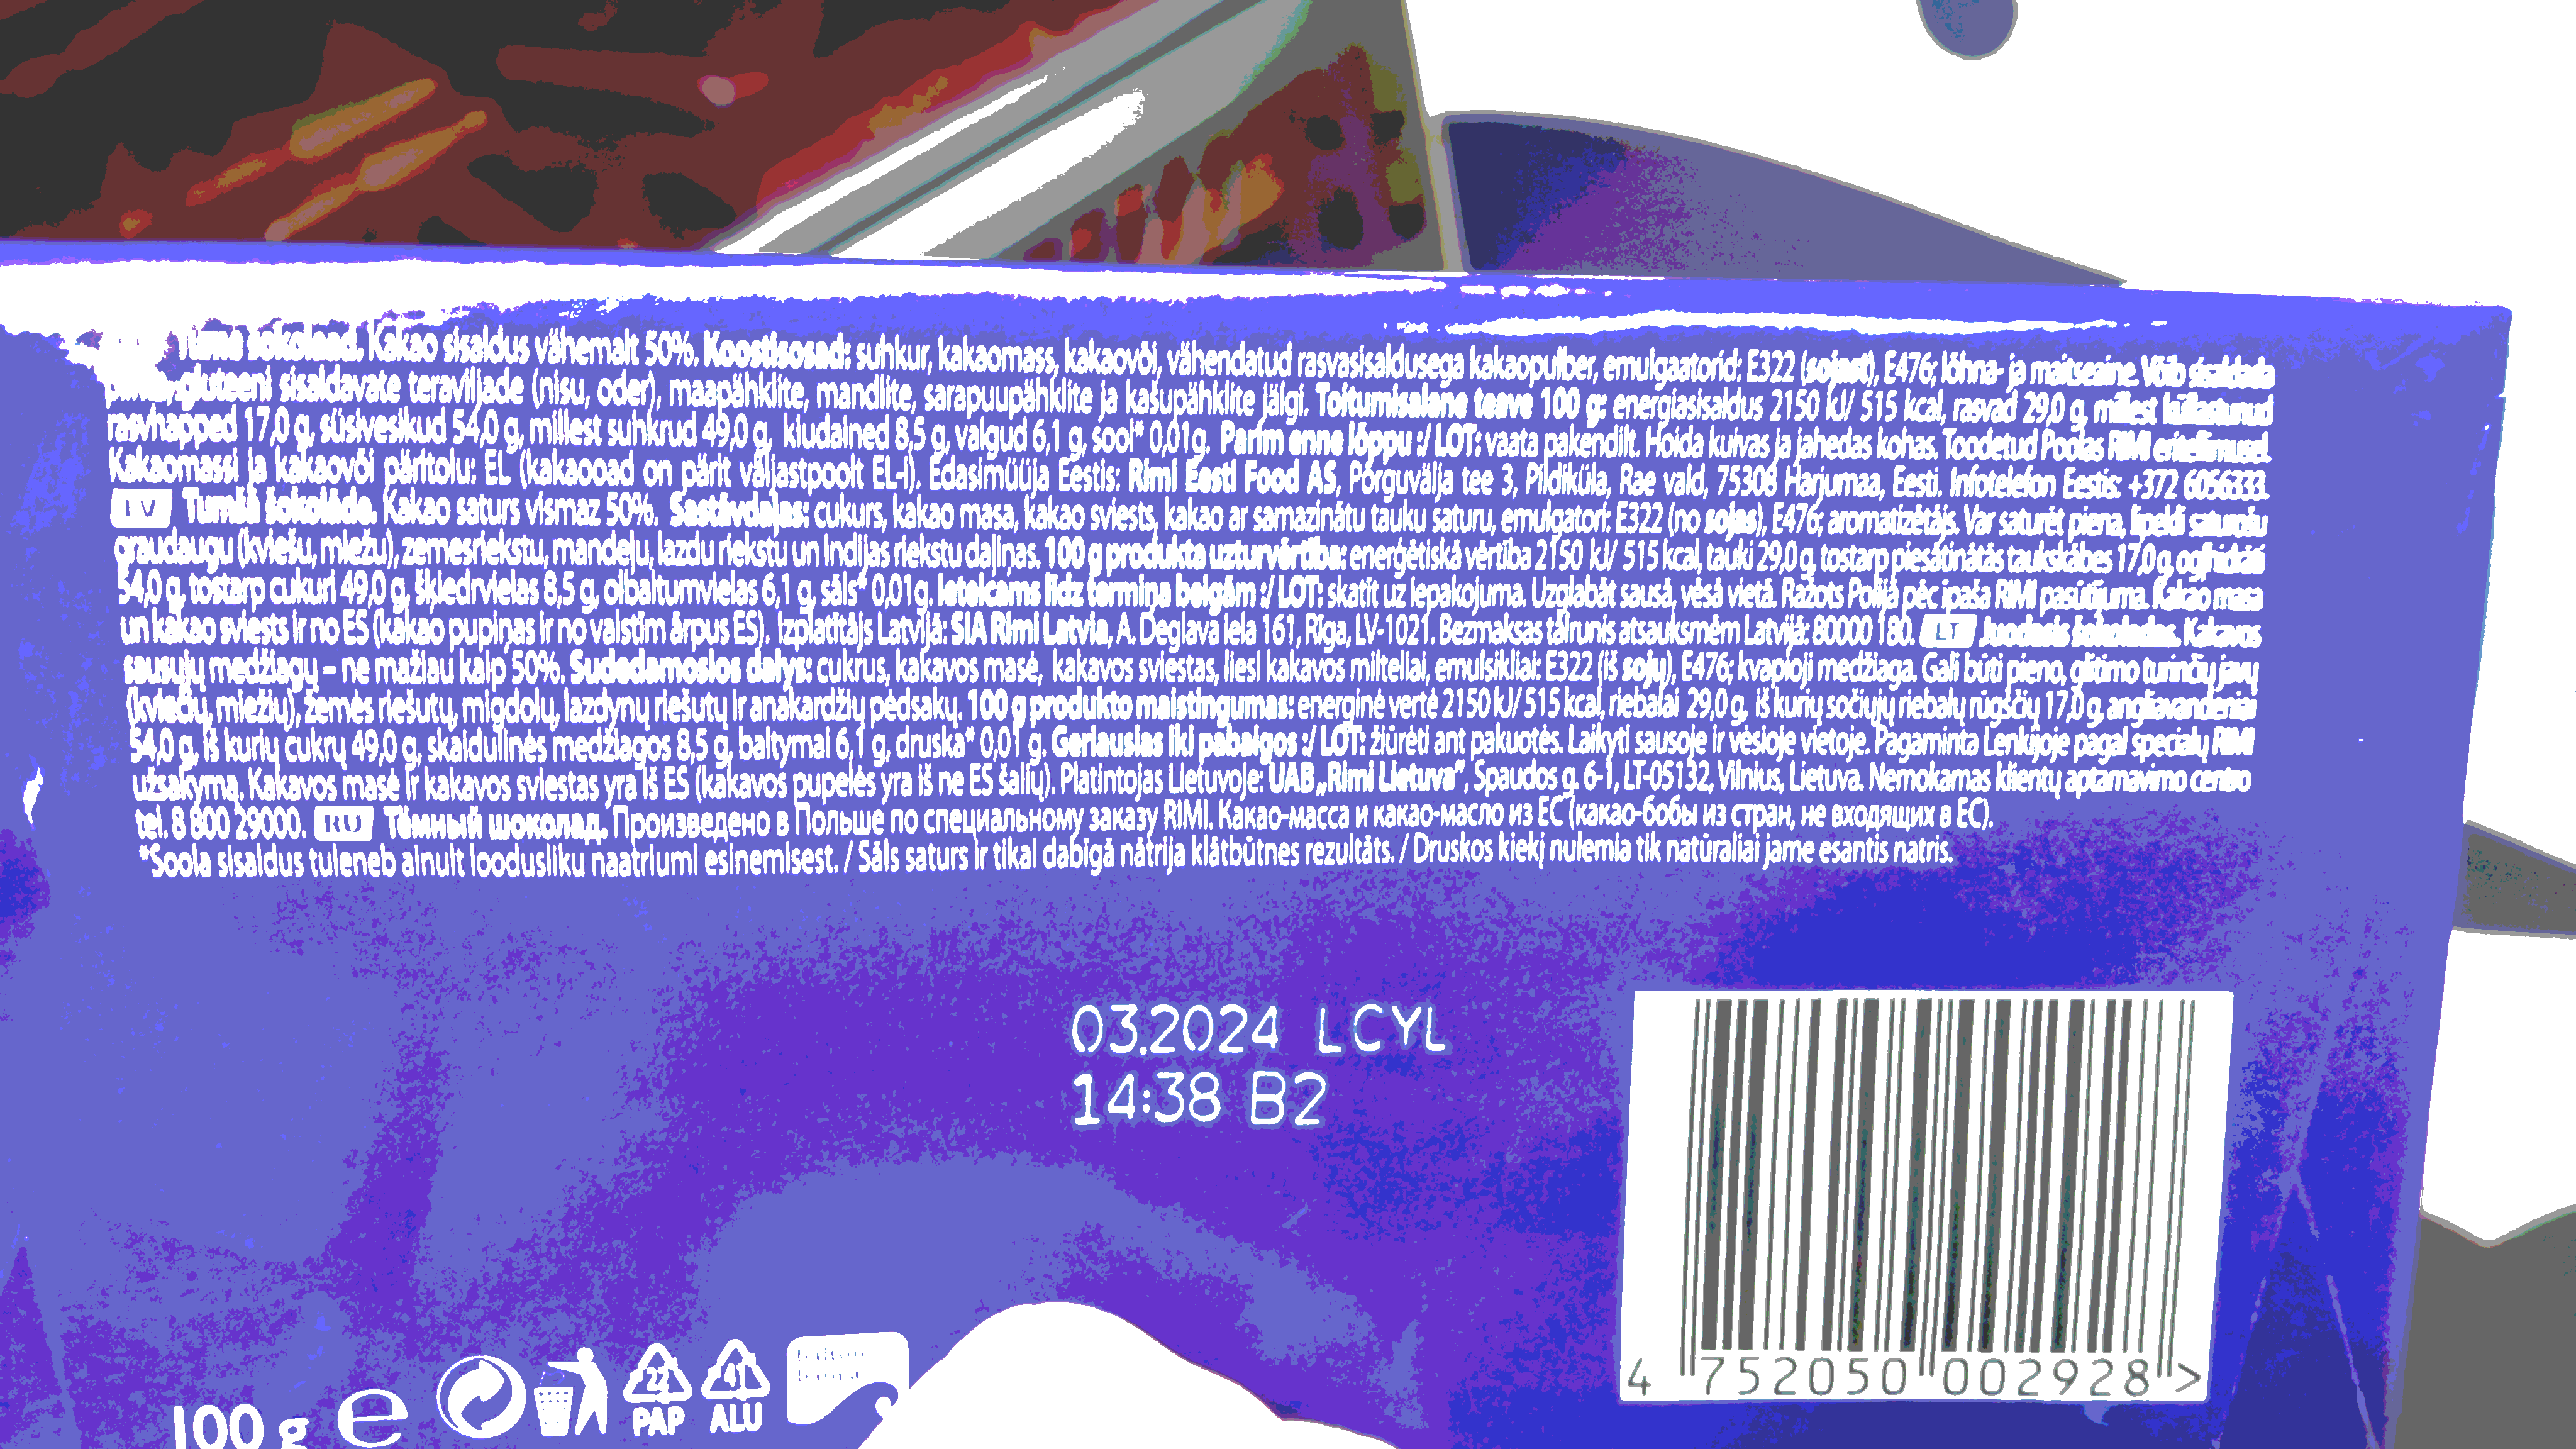 Tume šokolaad. Kakao sisaldus vähemalt 50%. Koostisosad: suhkur, kakaomass, kakaovõi, vähendatud rasvasisaldusega kakaopulber, emulgaatorid: E322 (sojast), E476; lõhna- ja maitseaine. Võib sisaldada
gluteeni sisaldavate teraviljade (nisu, oder), maapähklite, mandlite, sarapuupähklite ja kašupähklite jälgi. Toitumisalane teave 100 g: energiasisaldus 2150 kJ/ 515 kcal, rasvad 29,0 g, millest küllastunud
rasvhapped 17,0 g, süsivesikud 54,0 g, millest suhkrud 49,0 g, kiudained 8,5 g, valgud 6,1 g, sool* 0,01g. Parim enne lõppu :/ LOT: vaata pakendilt. Hoida kuivas ja jahedas kohas. Toodetud Poolas RIMI eritellimusel.
Kakaomassi ja kakaovõi päritolu: EL (kakaooad on pärit väljastpoolt EL-i). Edasimüüja Eestis: Rimi Eesti Food AS, Põrguvälja tee 3, Pildiküla, Rae vald, 75308 Harjumaa, Eesti. Infotelefon Eestis: +372 6056333.
LV Tumšā šokolāde. Kakao saturs vismaz 50%. Sastāvdaļas: cukurs, kakao masa, kakao sviests, kakao ar samazinātu tauku saturu, emulgatori: E322 (no sojas), E476; aromatizētājs. Var saturēt piena, lipekli saturošu
graudaugu (kviešu, miežu), zemesriekstu, mandeļu, lazdu riekstu un Indijas riekstu daļiņas. 100 g produkta uzturvērtība: enerģētiskā vērtība 2150 kJ/ 515 kcal, tauki 29,0 g, tostarp piesātinātās taukskābes 17,0 g, ogļhidrāti
54,0 g, tostarp cukuri 49,0 g, šķiedrvielas 8,5 g, olbaltumvielas 6,1 g, sāls* 0,01g. Ieteicams līdz termiņa beigām :/ LOT: skatīt uz iepakojuma. Uzglabāt sausā, vēsā vietā. Ražots Polijā pēc īpaša RIMI pasūtījuma. Kakao masa
un kakao sviests ir no ES (kakao pupiņas ir no valstīm ārpus ES). Izplatītājs Latvijā: SIA Rimi Latvia, A. Deglava iela 161, Rīga, LV-1021. Bezmaksas tālrunis atsauksmēm Latvijā: 80000 180. LT Juodasis šokoladas. Kakavos
sausųjų medžiagų – ne mažiau kaip 50%. Sudedamosios dalys: cukrus, kakavos masė, kakavos sviestas, liesi kakavos milteliai, emulsikliai: E322 (iš sojų), E476; kvapioji medžiaga. Gali būti pieno, glitimo turinčių javų
(kviečių, miežių), žemės riešutų, migdolų, lazdynų riešutų ir anakardžių pėdsakų. 100 g produkto maistingumas: energinė vertė 2150 kJ/ 515 kcal, riebalai 29,0 g, iš kurių sočiųjų riebalų rūgščių 17,0 g, angliavandeniai
54,0 g, iš kurių cukrų 49,0 g, skaidulinės medžiagos 8,5 g, baltymai 6,1 g, druska* 0,01 g. Geriausias iki pabaigos :/ LOT: žiūrėti ant pakuotės. Laikyti sausoje ir vėsioje vietoje. Pagaminta Lenkijoje pagal specialų RIMI
užsakymą. Kakavos masė ir kakavos sviestas yra iš ES (kakavos pupelės yra iš ne ES šalių). Platintojas Lietuvoje: UAB „Rimi Lietuva", Spaudos g. 6-1, LT-05132, Vilnius, Lietuva. Nemokamas klientų aptarnavimo centro
tel. 8 800 29000. RU Тёмный шоколад. Произведено в Польше по специальному заказу RIMI. Какао-масса и какао-масло из ЕС (какао-бобы из стран, не входящих в ЕС).
*Soola sisaldus tuleneb ainult loodusliku naatriumi esinemisest. / Sāls saturs ir tikai dabīgā nātrija klātbūtnes rezultāts. / Druskos kiekį nulemia tik natūraliai jame esantis natris.
03.2024 LCYL
14:38 B2
4 752050 002928 >
100 g e
22 PAP
41 ALU